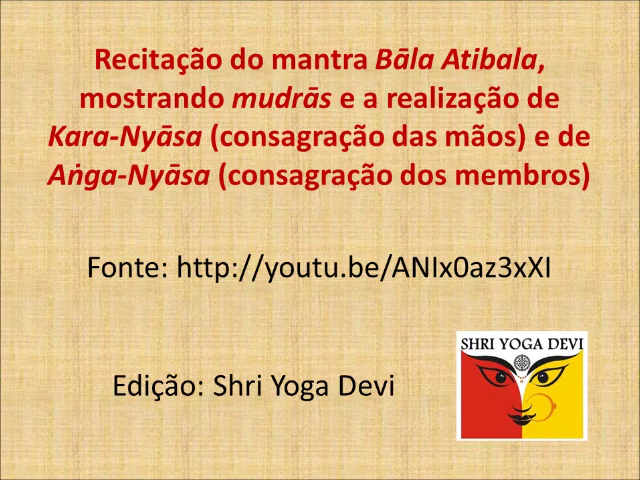 Recitação do mantra Bāla Atibala,
mostrando mudrās e a realização de
Kara-Nyāsa (consagração das mãos) e de
Aṅga-Nyāsa (consagração dos membros)
Fonte: http://youtu.be/ANIx0az3xXI
SHRI YOGA DEVI
Edição: Shri Yoga Devi